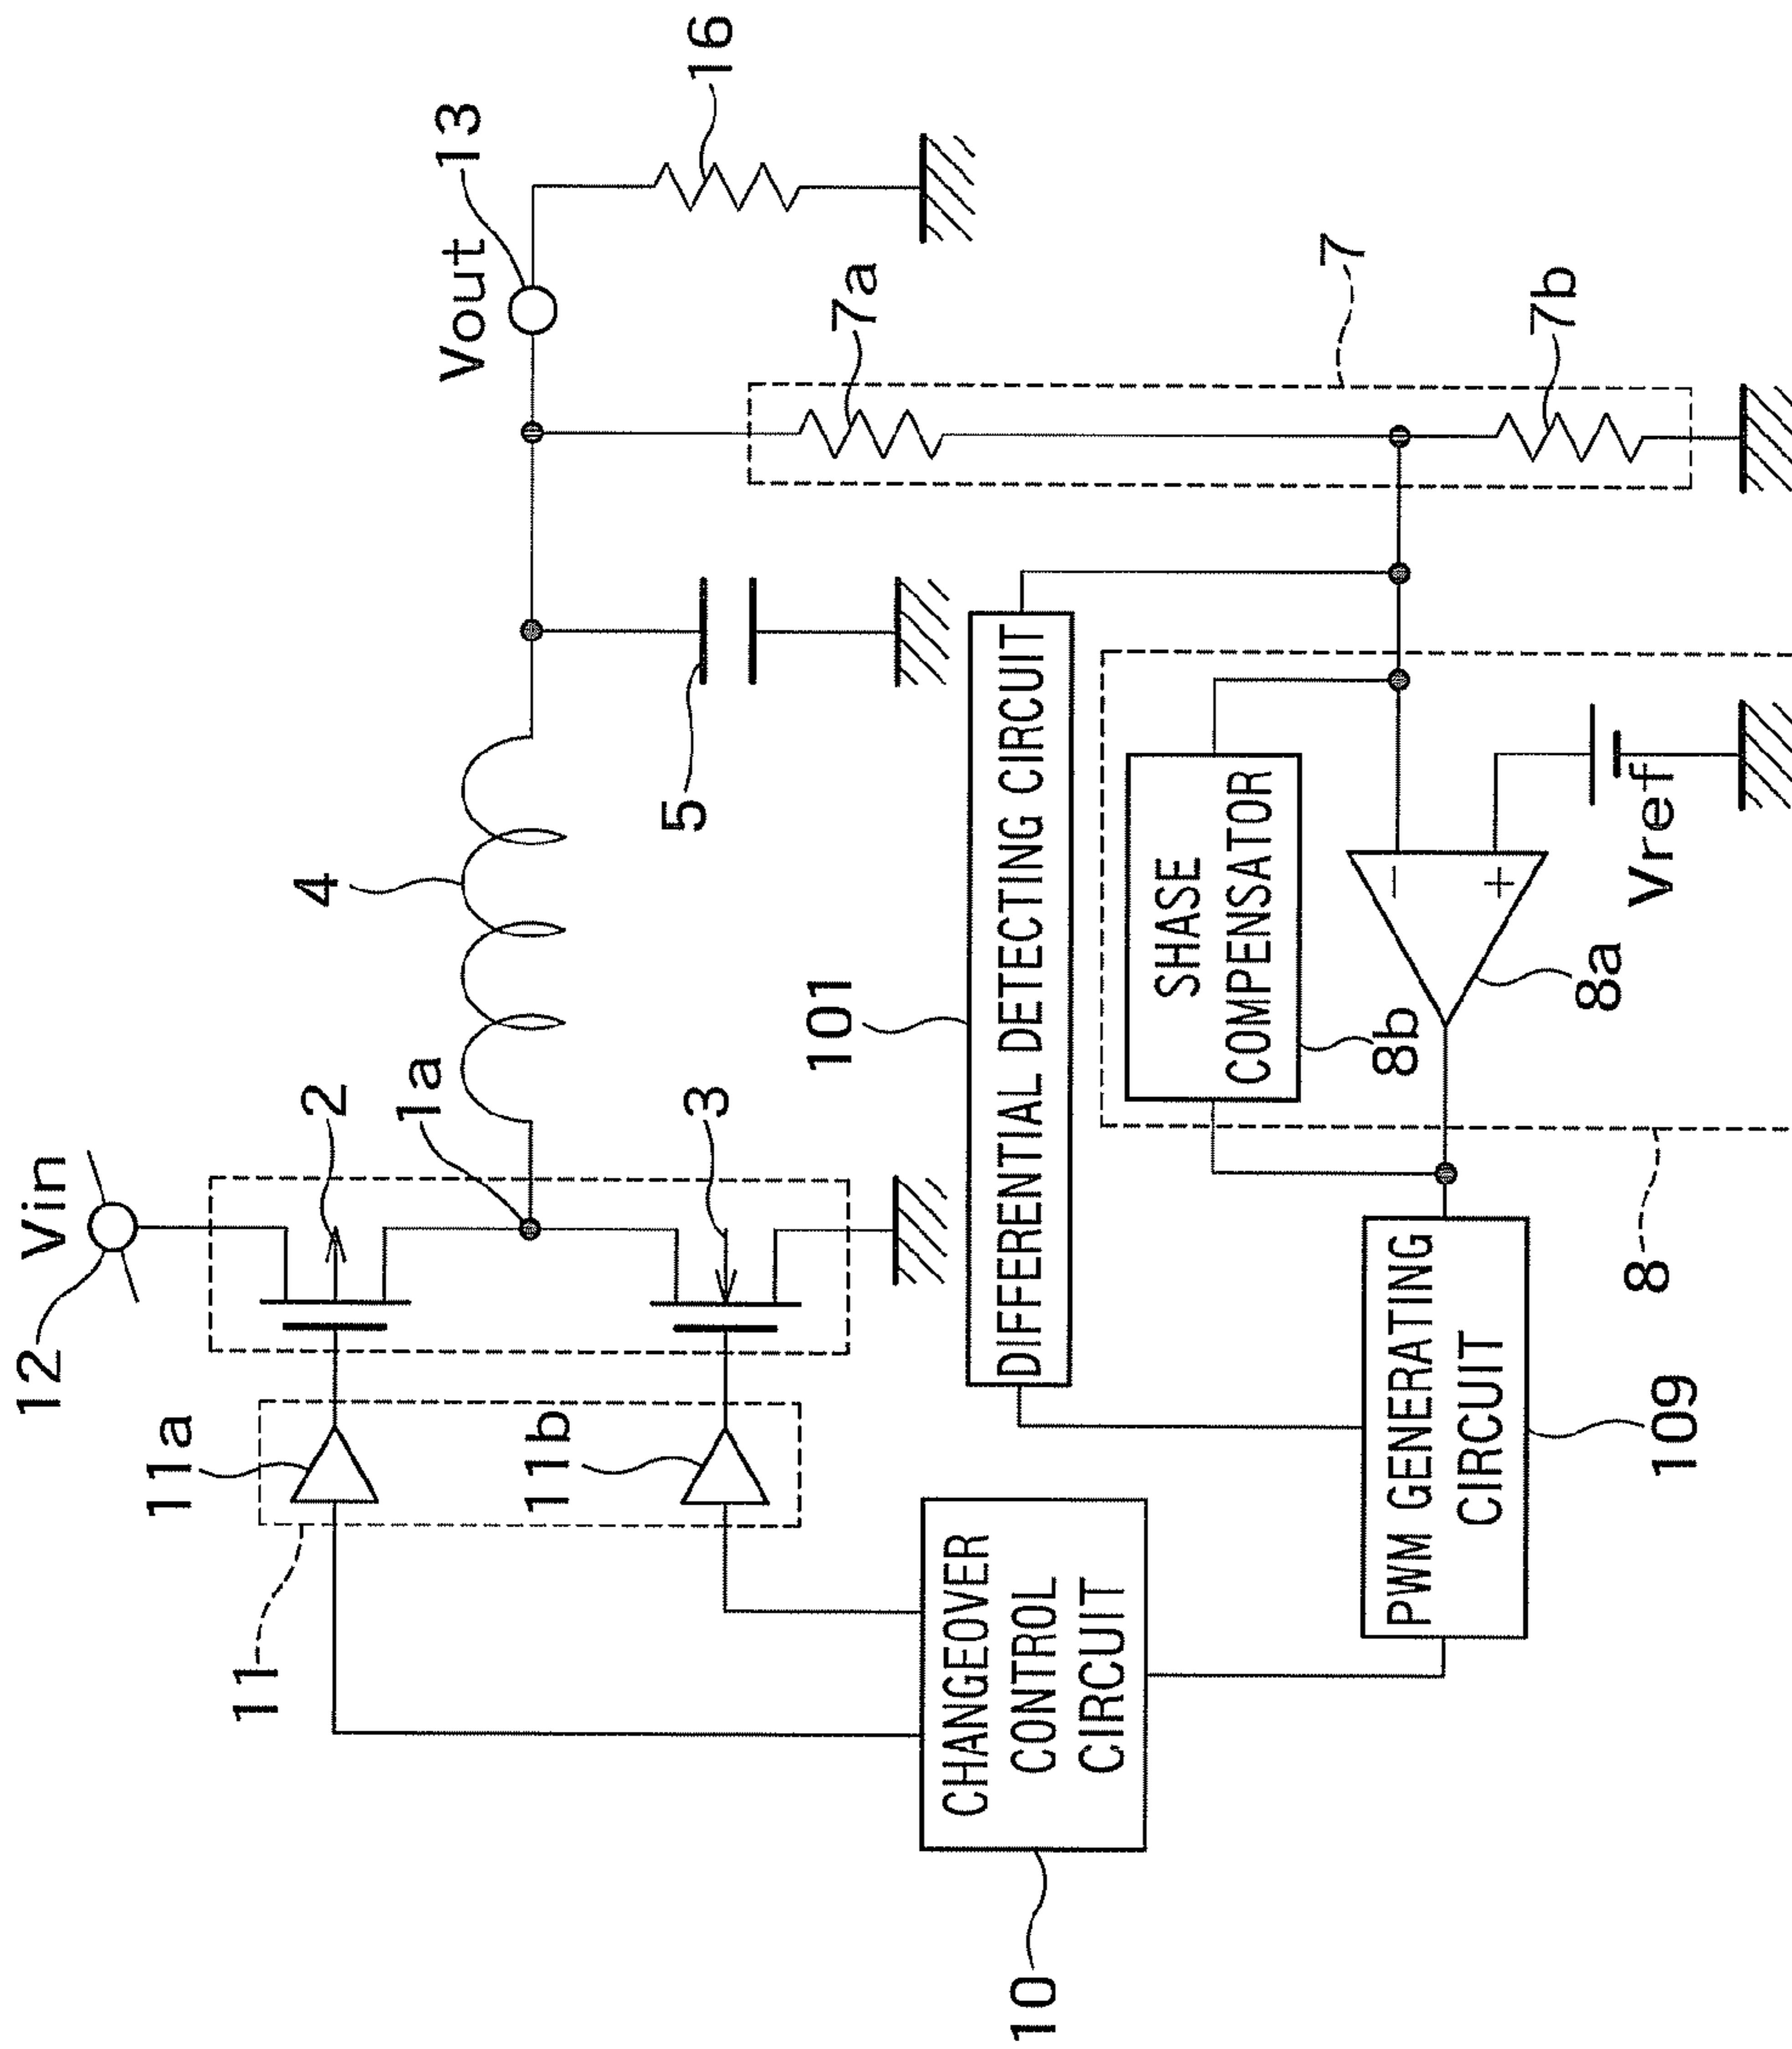 Vin
12
2
1a
4
Vout
13
16
11a
11
11b
3
5
7a
7
7b
101
DIFFERENTIAL DETECTING CIRCUIT
SHASE
COMPENSATOR
8b
8a
Vref
8
CHANGEOVER
CONTROL
CIRCUIT
10
PWM GENERATING
CIRCUIT
109
−
+